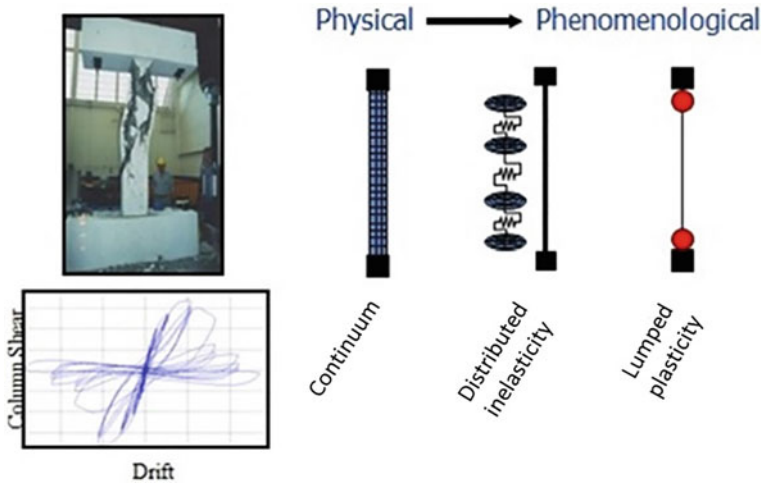 Physical
Phenomenological
Column Shear
Drift
Continuum
Distributed
inelasticity
Lumped
plasticity